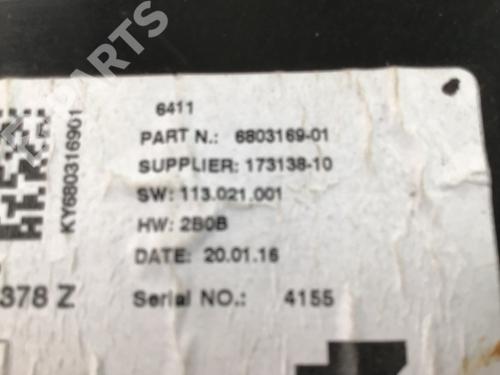 PARTS
6411
PART N.: 6803169-01
SUPPLIER: 173138-10
SW: 113.021.001
HW: 2B0B
DATE: 20.01.16
378 Z
Serial NO.: 4155
KY680316901